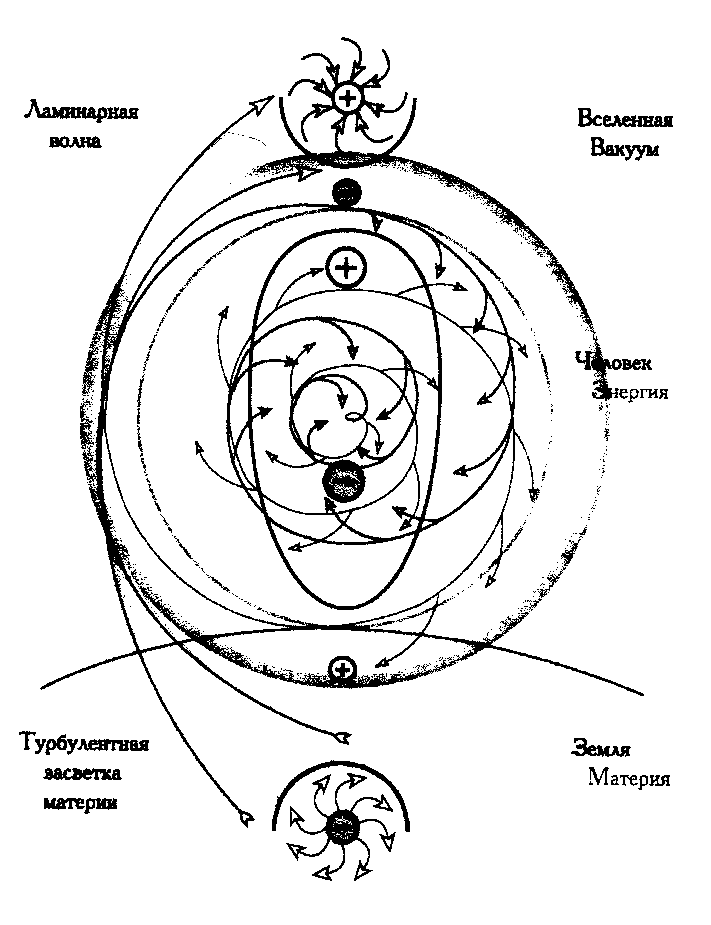 Ламинарная
волна
Вселенная
Вакуум
Человек
Энергия
Турбулентная
засветка
материи
Земля
Материя